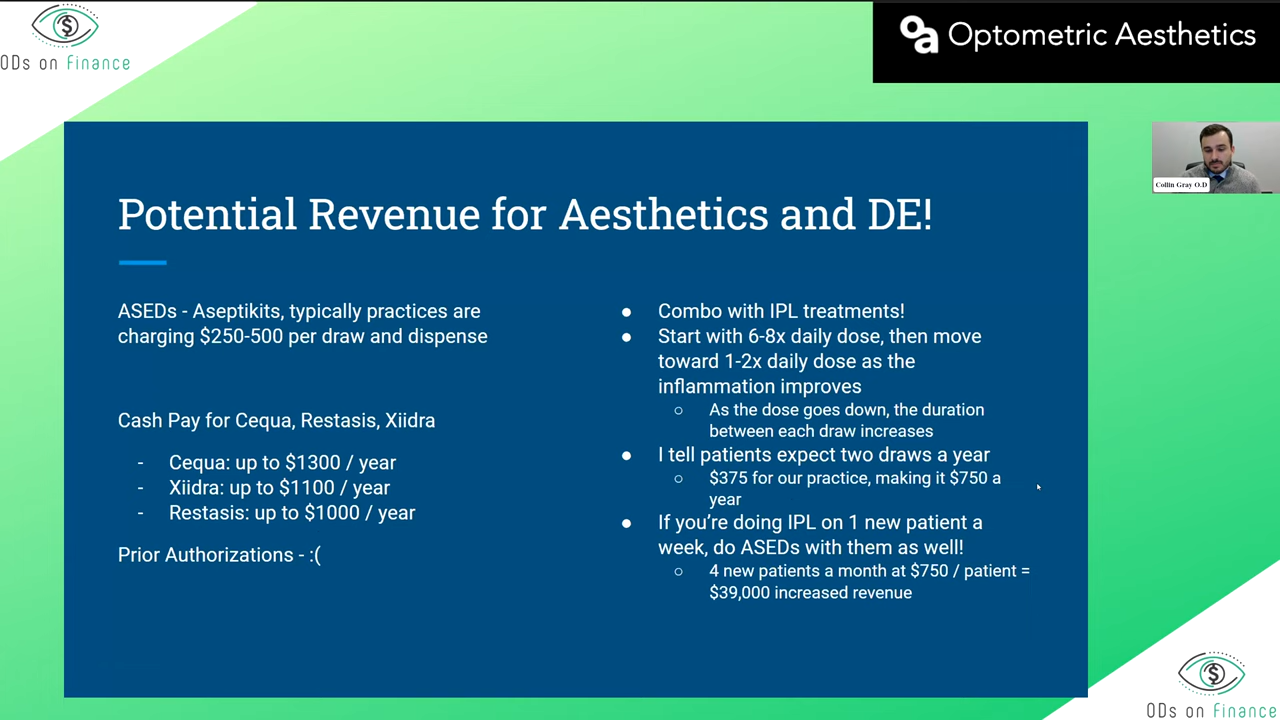 ODs on Finance
oa Optometric Aesthetics
Collin Gray O.D
Potential Revenue for Aesthetics and DE!
ASEDs - Aseptikits, typically practices are
charging $250-500 per draw and dispense
Cash Pay for Cequa, Restasis, Xiidra
- Cequa: up to $1300 / year
- Xiidra: up to $1100 / year
- Restasis: up to $1000 / year
Prior Authorizations - :(
● Combo with IPL treatments!
● Start with 6-8x daily dose, then move
toward 1-2x daily dose as the
inflammation improves
○ As the dose goes down, the duration
between each draw increases
● I tell patients expect two draws a year
○ $375 for our practice, making it $750 a
year
● If you’re doing IPL on 1 new patient a
week, do ASEDs with them as well!
○ 4 new patients a month at $750 / patient =
$39,000 increased revenue
ODs on Finance